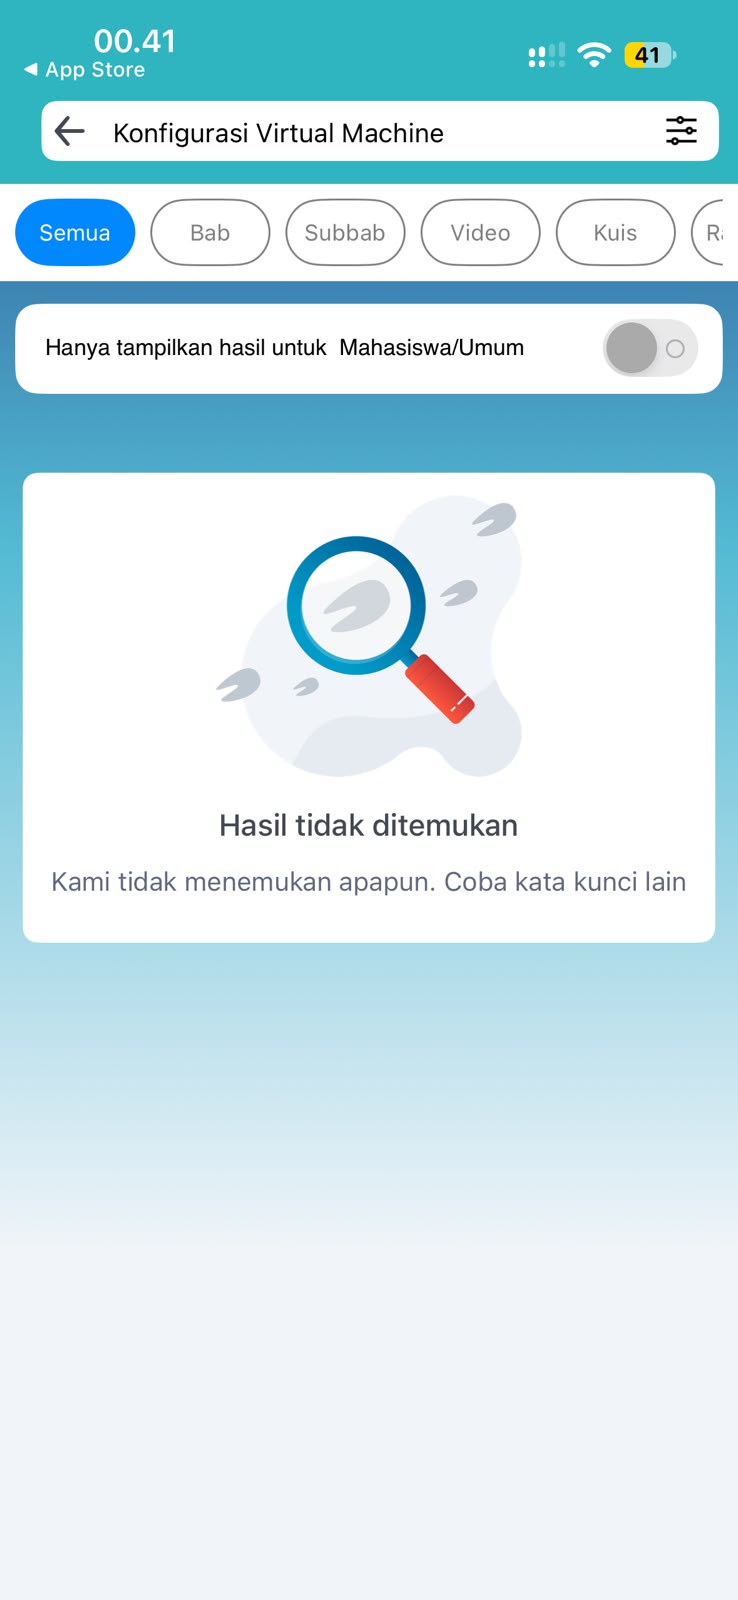 00.41
◀ App Store
41
Konfigurasi Virtual Machine
Semua
Bab
Subbab
Video
Kuis
Hanya tampilkan hasil untuk  Mahasiswa/Umum
Hasil tidak ditemukan
Kami tidak menemukan apapun. Coba kata kunci lain